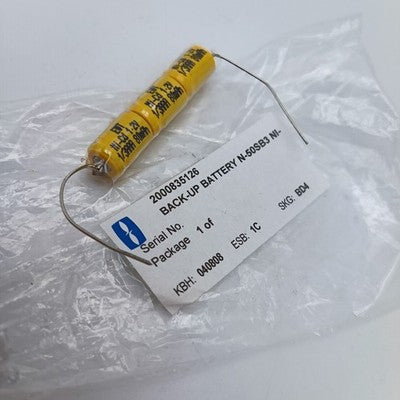 2000835126
BACK-UP BATTERY N-50SB3 NI-
Serial No.
Package 1 of
KBH: 040808 ESB: 1C SKG: BD4